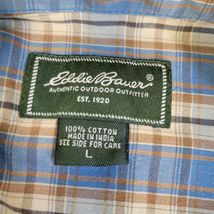 Eddie Bauer®
AUTHENTIC OUTDOOR OUTFITTER
EST. 1920
100% COTTON
MADE IN INDIA
SEE SIDE FOR CARE
L